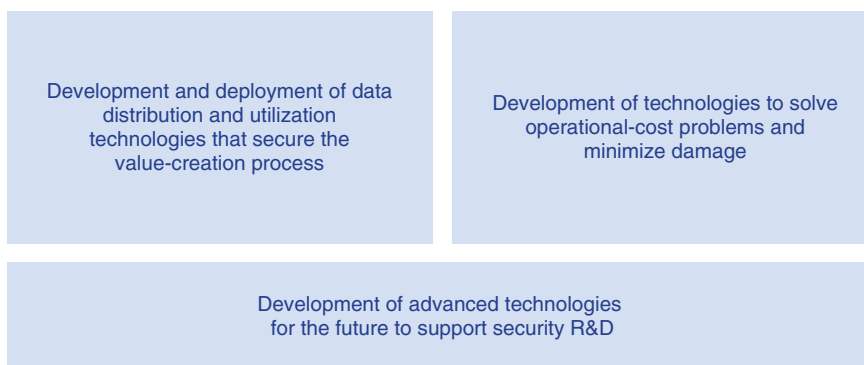 Development and deployment of data
distribution and utilization
technologies that secure the
value-creation process
Development of technologies to solve
operational-cost problems and
minimize damage
Development of advanced technologies
for the future to support security R&D